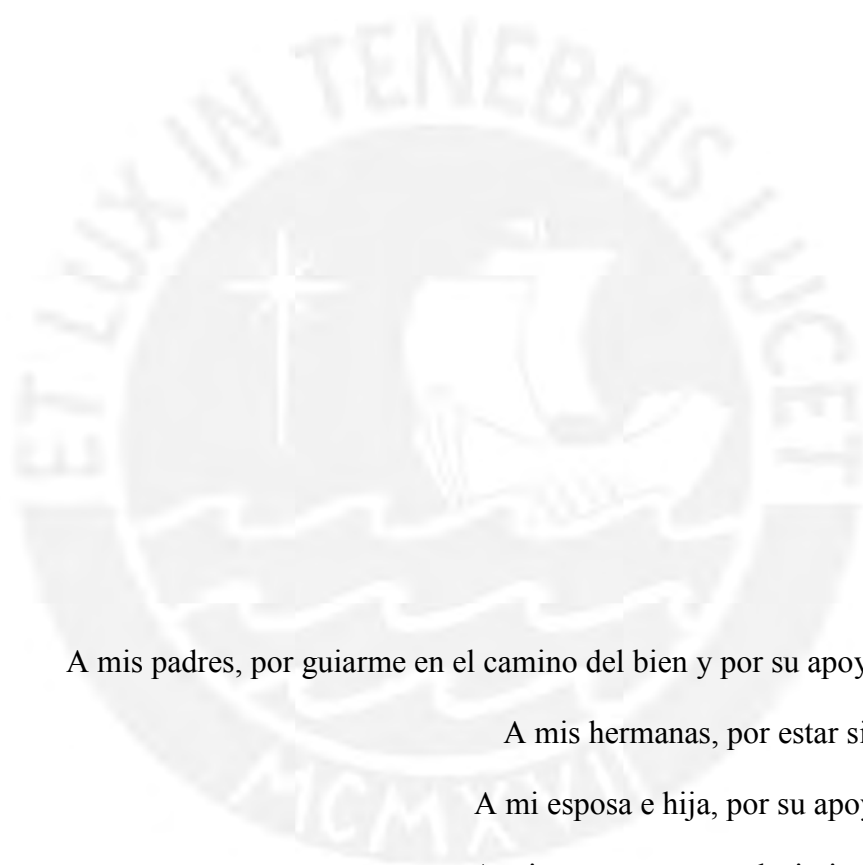 ET LUX IN TENEBRIS LUCET
A mis padres, por guiarme en el camino del bien y por su
A mis hermanas, por estar
A mi esposa e hija, por su
MCMXVII